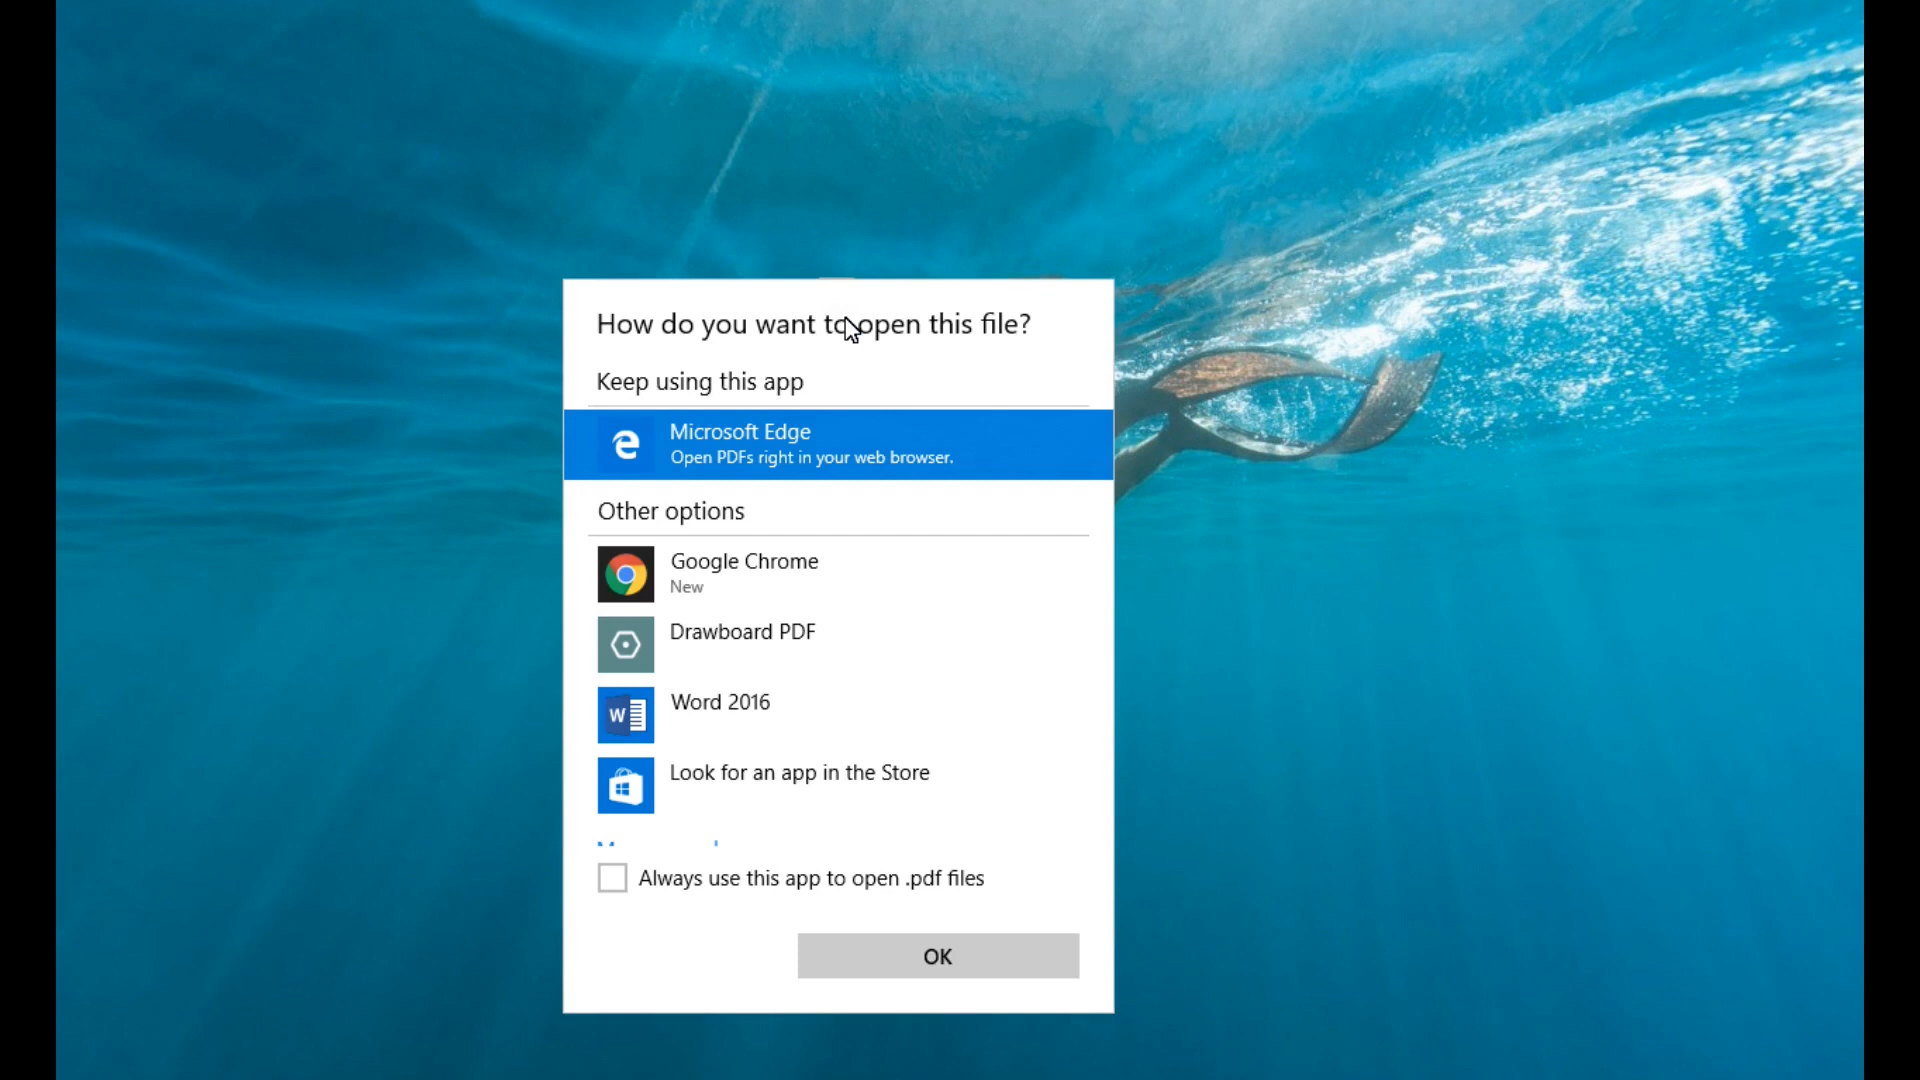 How do you want to open this file?
Keep using this app
Microsoft Edge
Open PDFs right in your web browser.
Other options
Google Chrome
New
Drawboard PDF
W
Word 2016
Look for an app in the Store
Always use this app to open .pdf files
OK